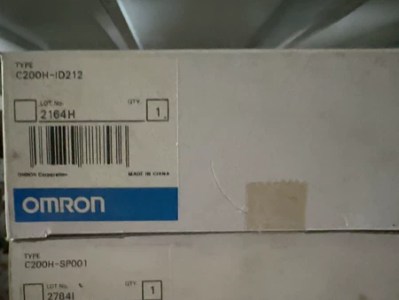 TYPE
C200H-ID212
LOT No. QTY.
2164H 1
OMRON Corporation MADE IN CHINA
OMRON
TYPE
C200H-SP001
LOT No. QTY.
2784I 1